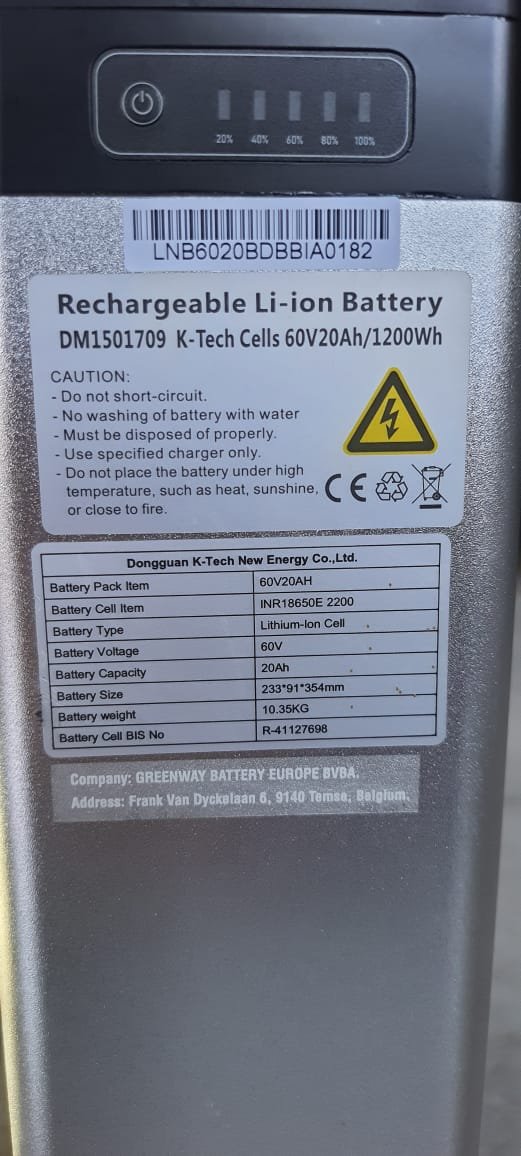 20% 40% 60% 80% 100%
LNB6020BDBBIA0182
Rechargeable Li-ion Battery
DM1501709 K-Tech Cells 60V20Ah/1200Wh
CAUTION:
- Do not short-circuit.
- No washing of battery with water
- Must be disposed of properly.
- Use specified charger only.
- Do not place the battery under high
temperature, such as heat, sunshine,
or close to fire.
CE
Dongguan K-Tech New Energy Co.,Ltd.
Battery Pack Item 60V20AH
Battery Cell Item INR18650E 2200
Battery Type Lithium-Ion Cell
Battery Voltage 60V
Battery Capacity 20Ah
Battery Size 233*91*354mm
Battery weight 10.35KG
Battery Cell BIS No R-41127698
Company: GREENWAY BATTERY EUROPE BVBA.
Address: Frank Van Dyckelaan 6, 9140 Temse, Belgium.